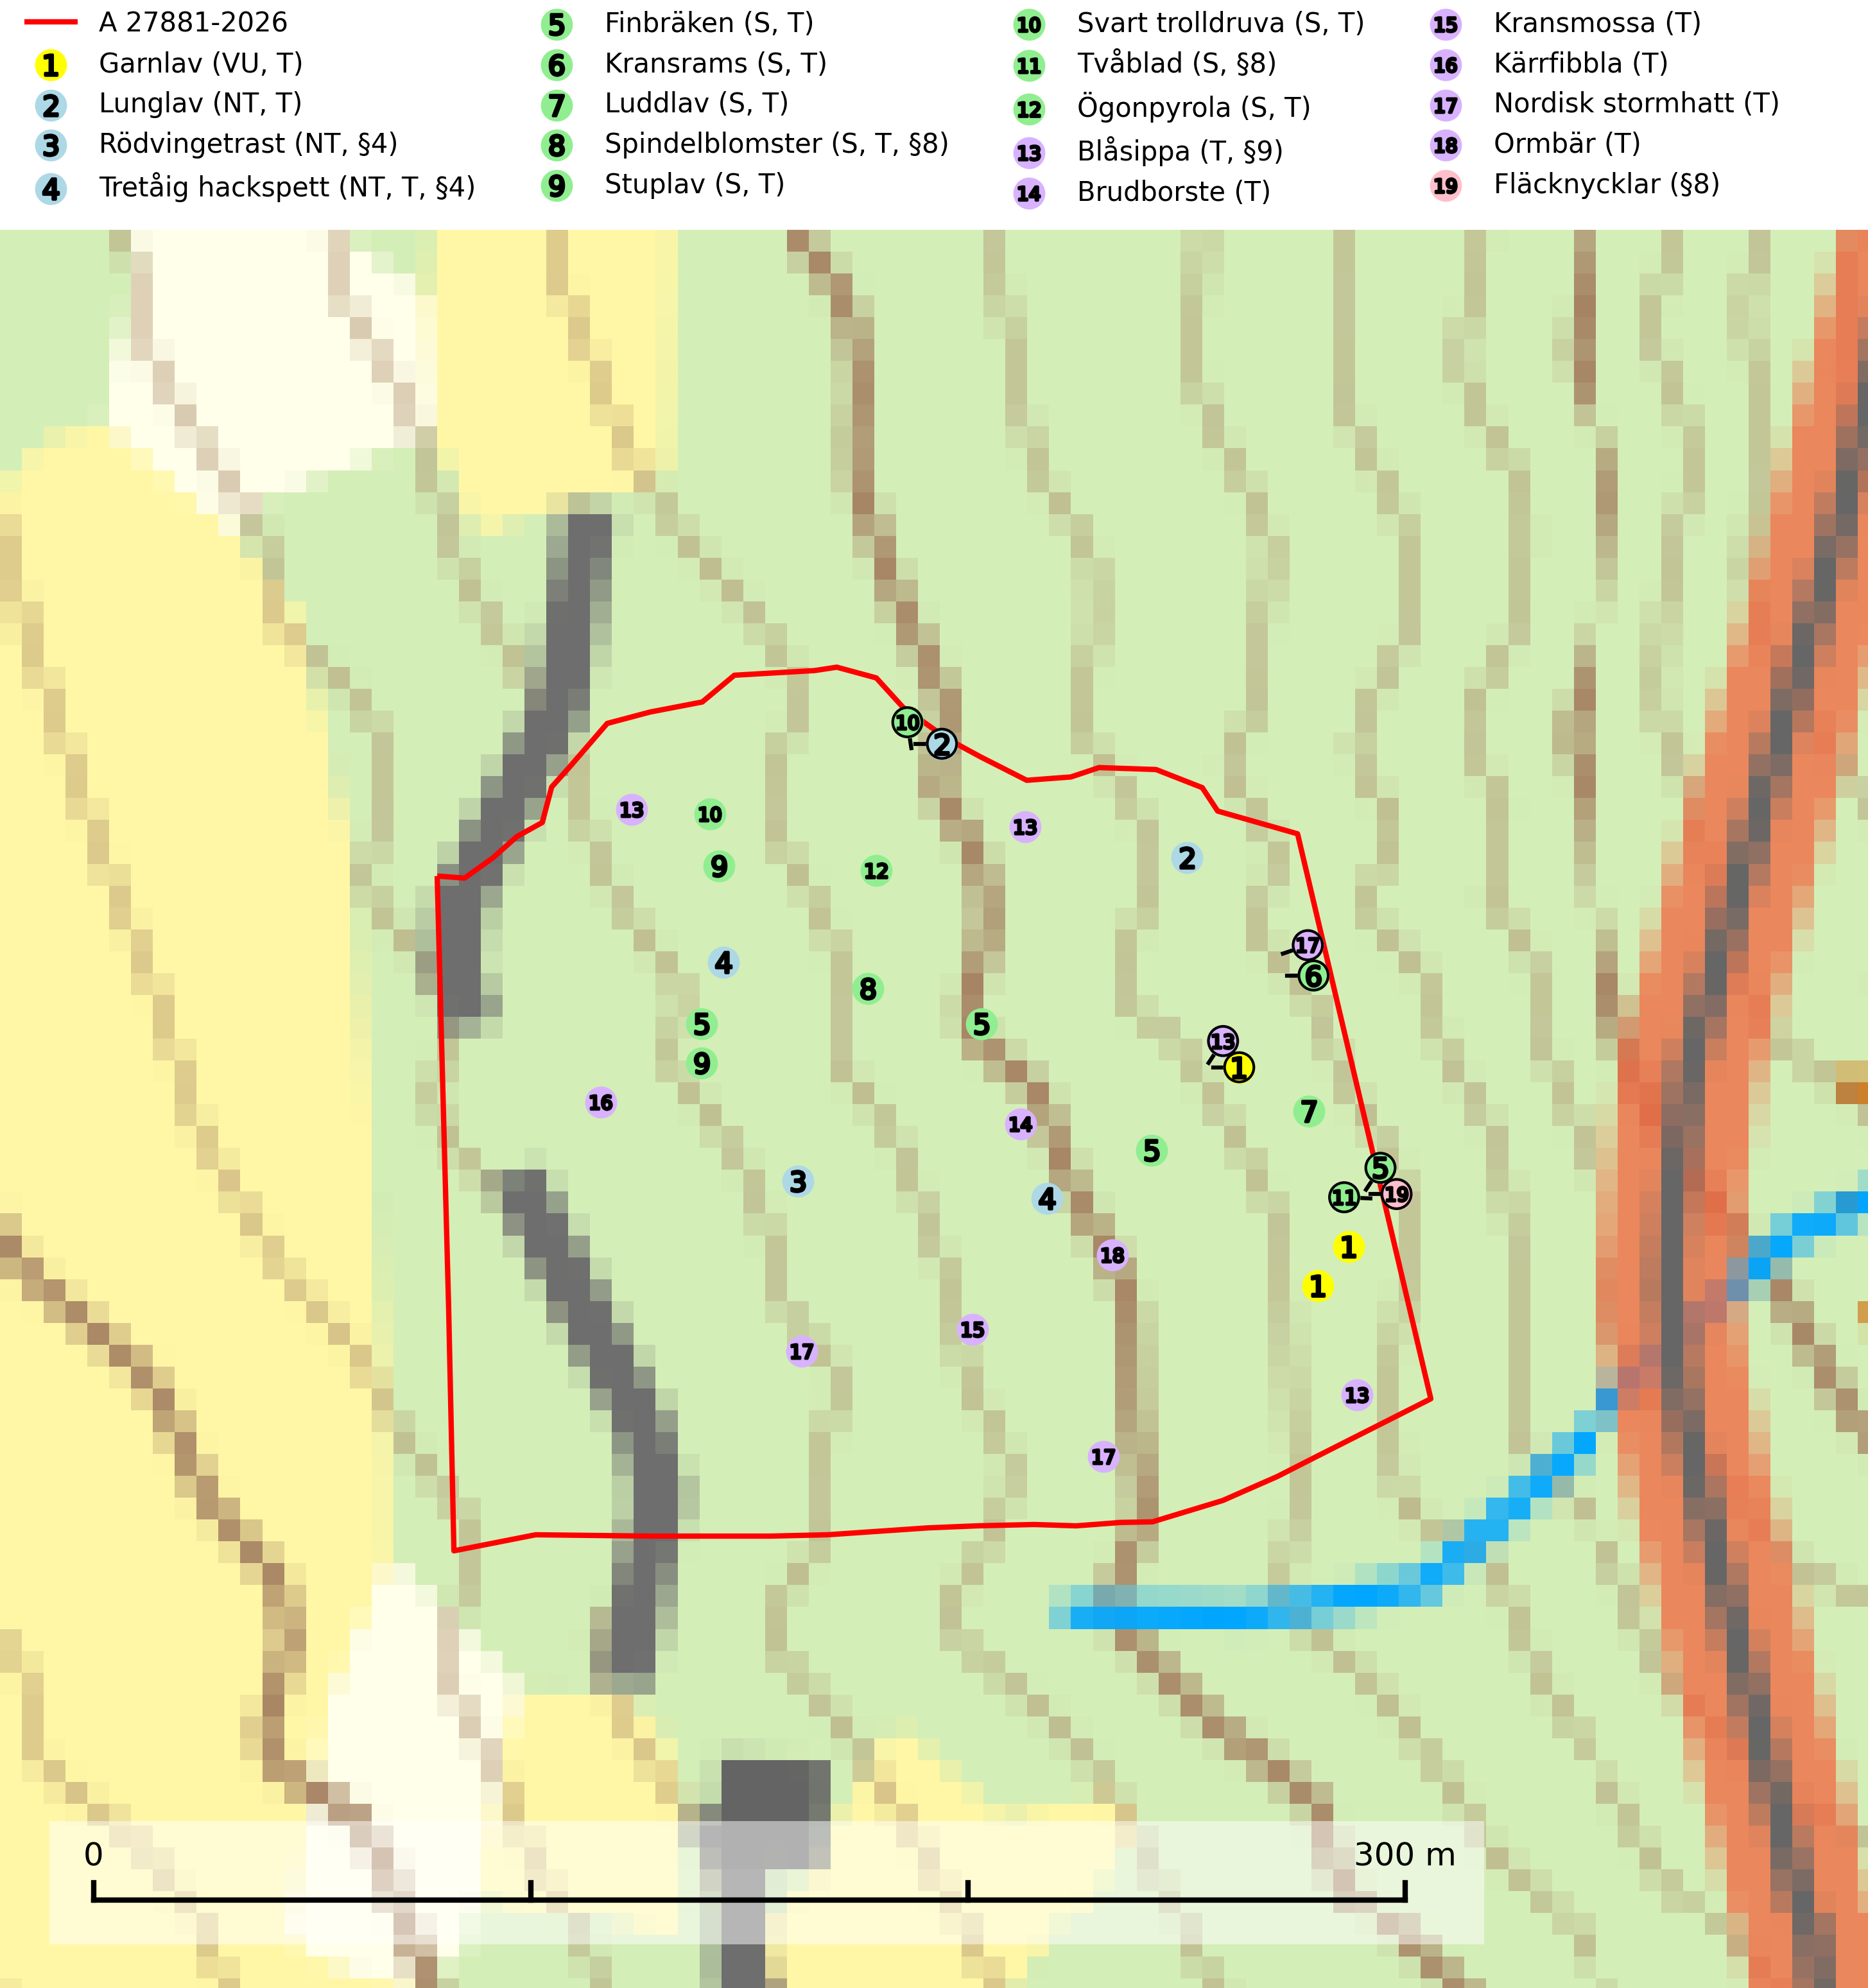 A 27881-2026
1 Garnlav (VU, T)
2 Lunglav (NT, T)
3 Rödvingetrast (NT, §4)
4 Tretåig hackspett (NT, T, §4)
5 Finbräken (S, T)
6 Kransrams (S, T)
7 Luddlav (S, T)
8 Spindelblomster (S, T, §8)
9 Stuplav (S, T)
10 Svart trolldruva (S, T)
11 Tvåblad (S, §8)
12 Ögonpyrola (S, T)
13 Blåsippa (T, §9)
14 Brudborste (T)
15 Kransmossa (T)
16 Kärrfibbla (T)
17 Nordisk stormhatt (T)
18 Ormbär (T)
19 Fläcknycklar (§8)
10
2
13
10
13
9
12
2
17
4
6
8
5
5
13
9
1
16
7
14
5
5
3
11
19
4
1
18
1
15
17
13
17
0
300 m